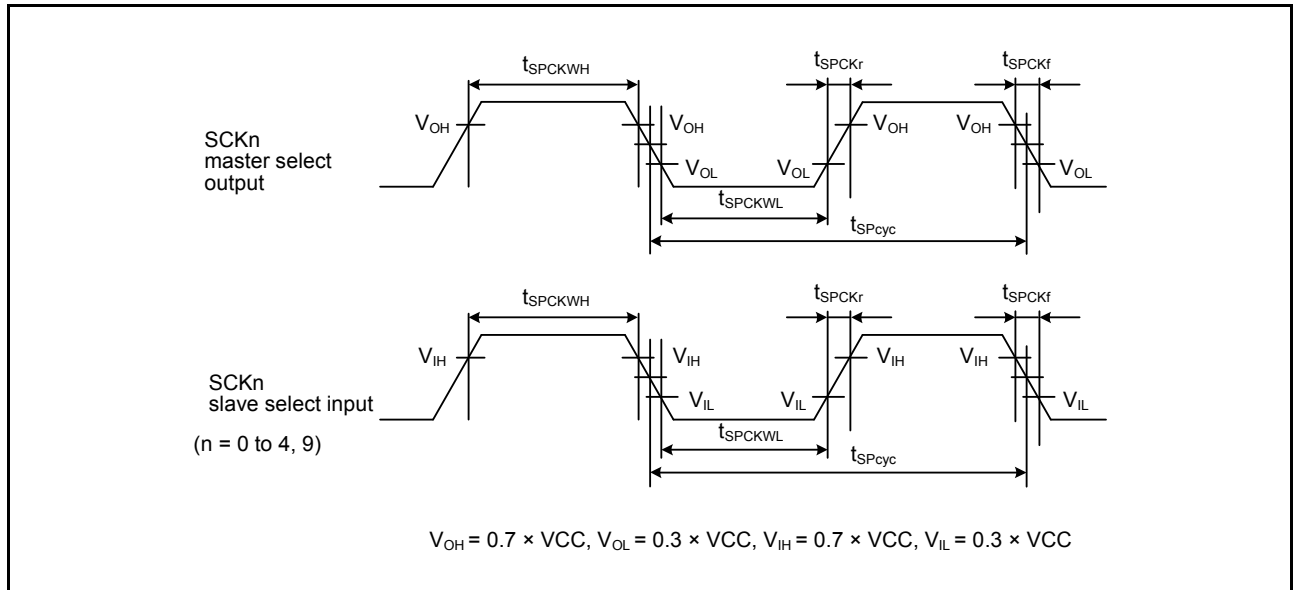 tSPCKWH
tSPCKr
tSPCKf
SCKn
master select
output
VOH
VOH
VOL
VOL
VOH
VOH
VOL
tSPCKWL
tSPcyc
tSPCKWH
tSPCKr
tSPCKf
SCKn
slave select input
(n = 0 to 4, 9)
VIH
VIH
VIL
VIL
VIH
VIH
VIL
tSPCKWL
tSPcyc
VOH = 0.7 × VCC, VOL = 0.3 × VCC, VIH = 0.7 × VCC, VIL = 0.3 × VCC